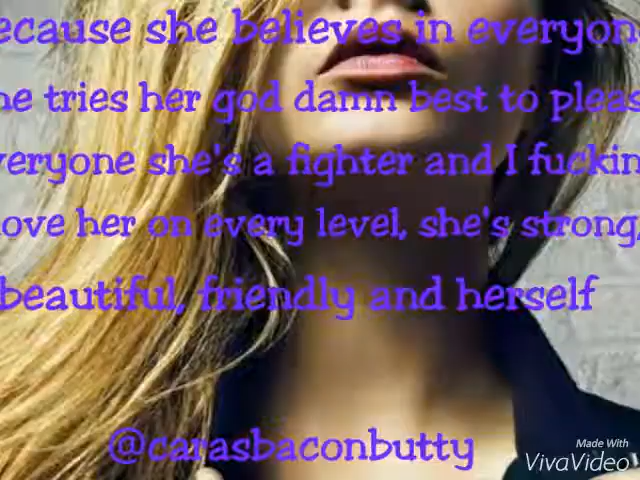 ecause she believes in everyon
he tries her god damn best to pleas
veryone she's a fighter and I fuckin
ove her on every level, she's strong,
beautiful, friendly and herself
@carasbaconbutty
Made With
VivaVideo